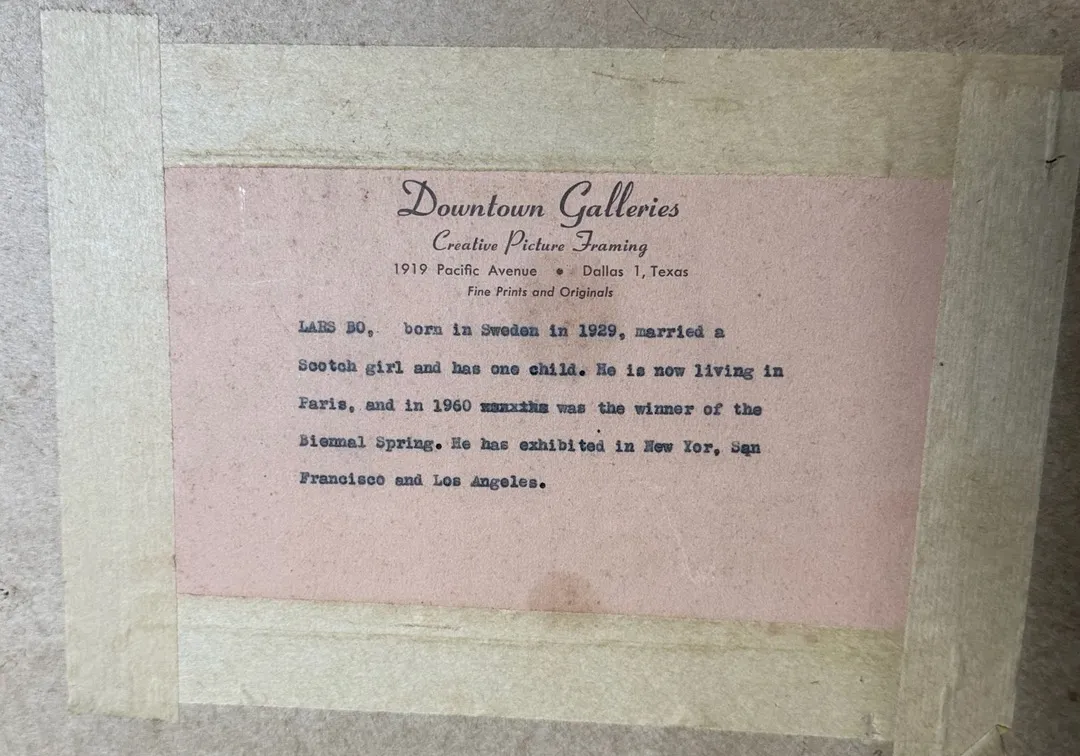 Downtown Galleries
Creative Picture Framing
1919 Pacific Avenue • Dallas 1, Texas
Fine Prints and Originals
LARS BO, born in Sweden in 1929, married a
Scotch girl and has one child. He is now living in
Paris, and in 1960 was the winner of the
Biennal Spring. He has exhibited in New Yor, San
Francisco and Los Angeles.